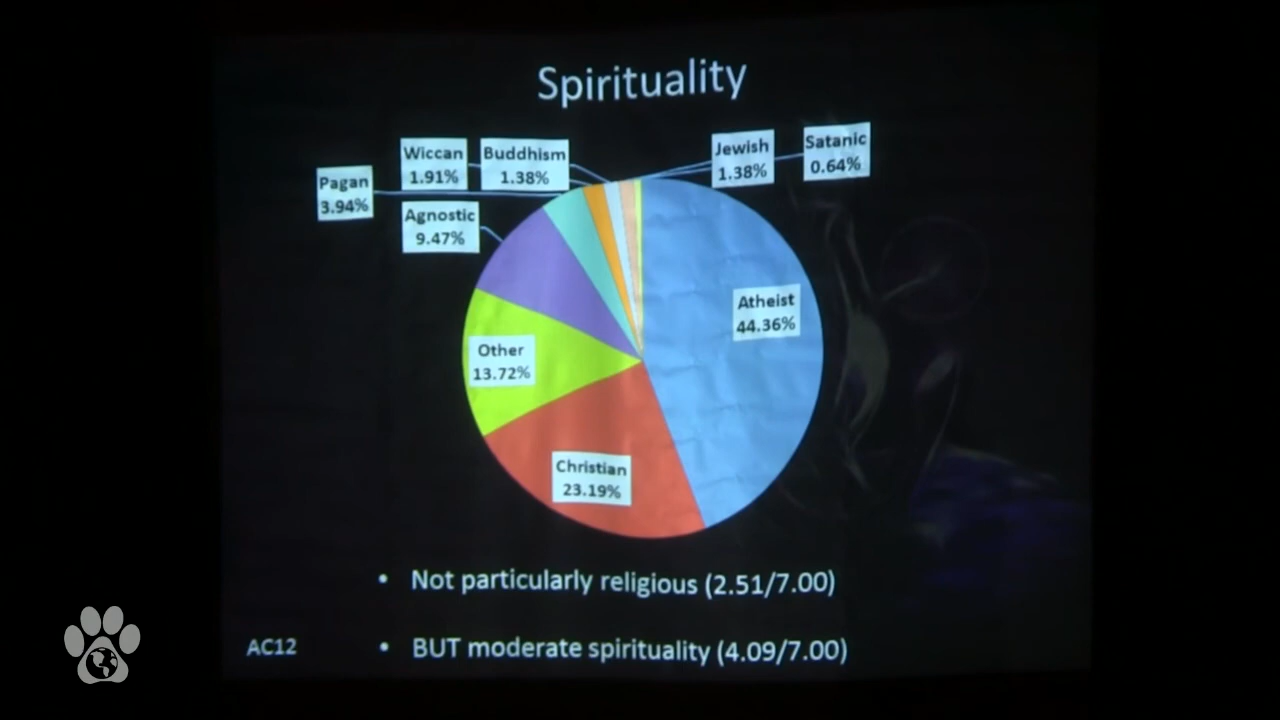 Spirituality
Wiccan
1.91%
Buddhism
1.38%
Jewish
1.38%
Satanic
0.64%
Pagan
3.94%
Agnostic
9.47%
Atheist
44.36%
Other
13.72%
Christian
23.19%
• Not particularly religious (2.51/7.00)
• BUT moderate spirituality (4.09/7.00)
AC12